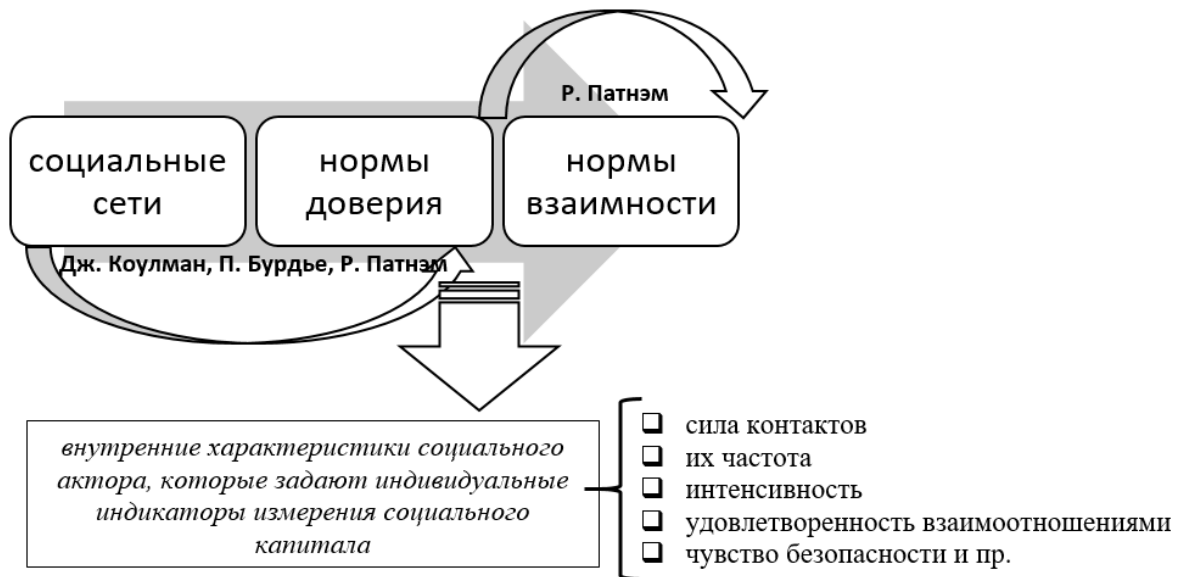 Р. Патнэм
социальные
сети
нормы
доверия
нормы
взаимности
Дж. Коулман, П. Бурдье, Р. Патнэм
внутренние характеристики социального
актора, которые задают индивидуальные
индикаторы измерения социального
капитала
сила контактов
их частота
интенсивность
удовлетворенность взаимоотношениями
чувство безопасности и пр.